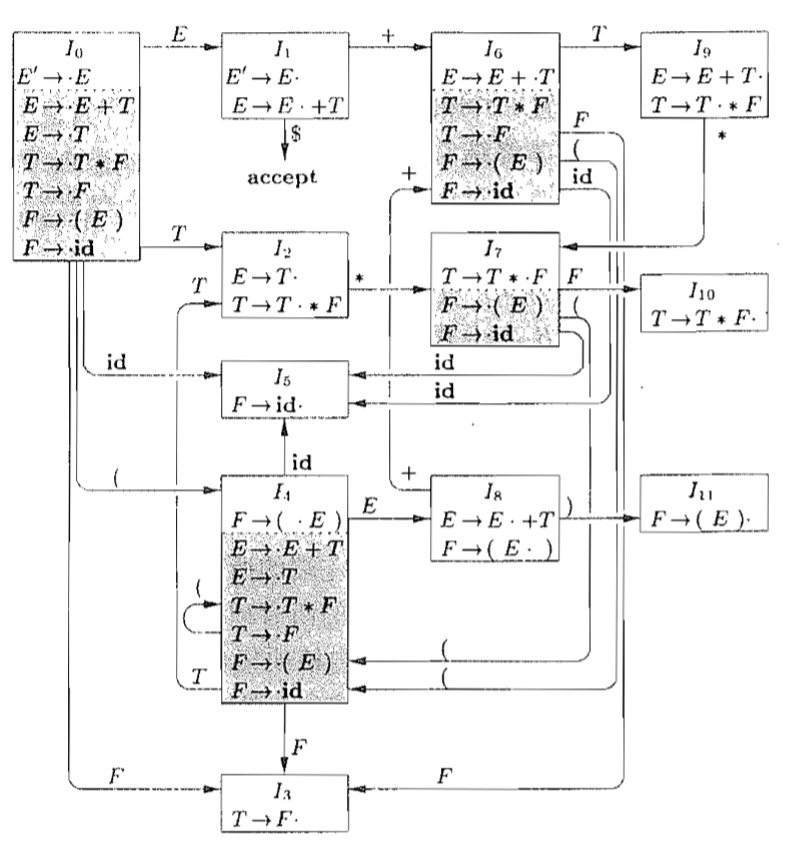 I₀
E' → ·E
E → ·E + T
E → ·T
T → ·T * F
T → ·F
F → ·( E )
F → ·id
E
I₁
E' → E·
E → E · +T
$
accept
+
I₆
E → E + ·T
T → ·T * F
T → ·F
F → ·( E )
F → ·id
T
I₉
E → E + T·
T → T · * F
*
F
(
id
+
T
I₂
E → T·
T → T · * F
T
*
I₇
T → T * ·F
F → ·( E )
F → ·id
F
(
I₁₀
T → T * F·
id
I₅
F → id·
id
id
id
(
I₄
F → ( · E )
E → ·E + T
E → ·T
T → ·T * F
T → ·F
F → ·( E )
F → ·id
(
T
E
+
I₈
E → E · +T
F → ( E · )
)
I₁₁
F → ( E )·
(
(
F
F
I₃
T → F·
F